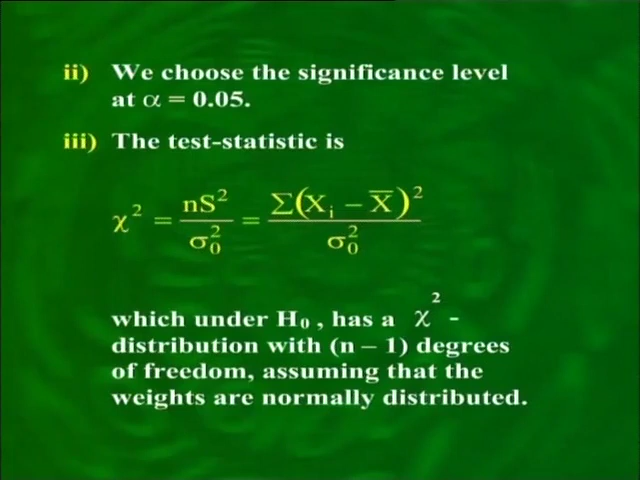 ii) We choose the significance level
at α = 0.05.
iii) The test-statistic is
χ² = nS²/σ₀² = Σ(Xᵢ – X̄)²/σ₀²
which under H₀ , has a χ² -
distribution with (n – 1) degrees
of freedom, assuming that the
weights are normally distributed.